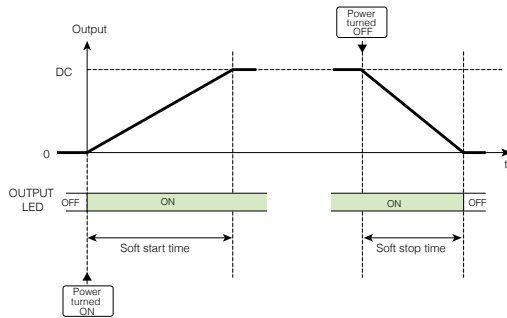 Power
turned
OFF
Output
DC
0
t
OUTPUT
LED
OFF
ON
ON
OFF
Soft start time
Soft stop time
Power
turned
ON